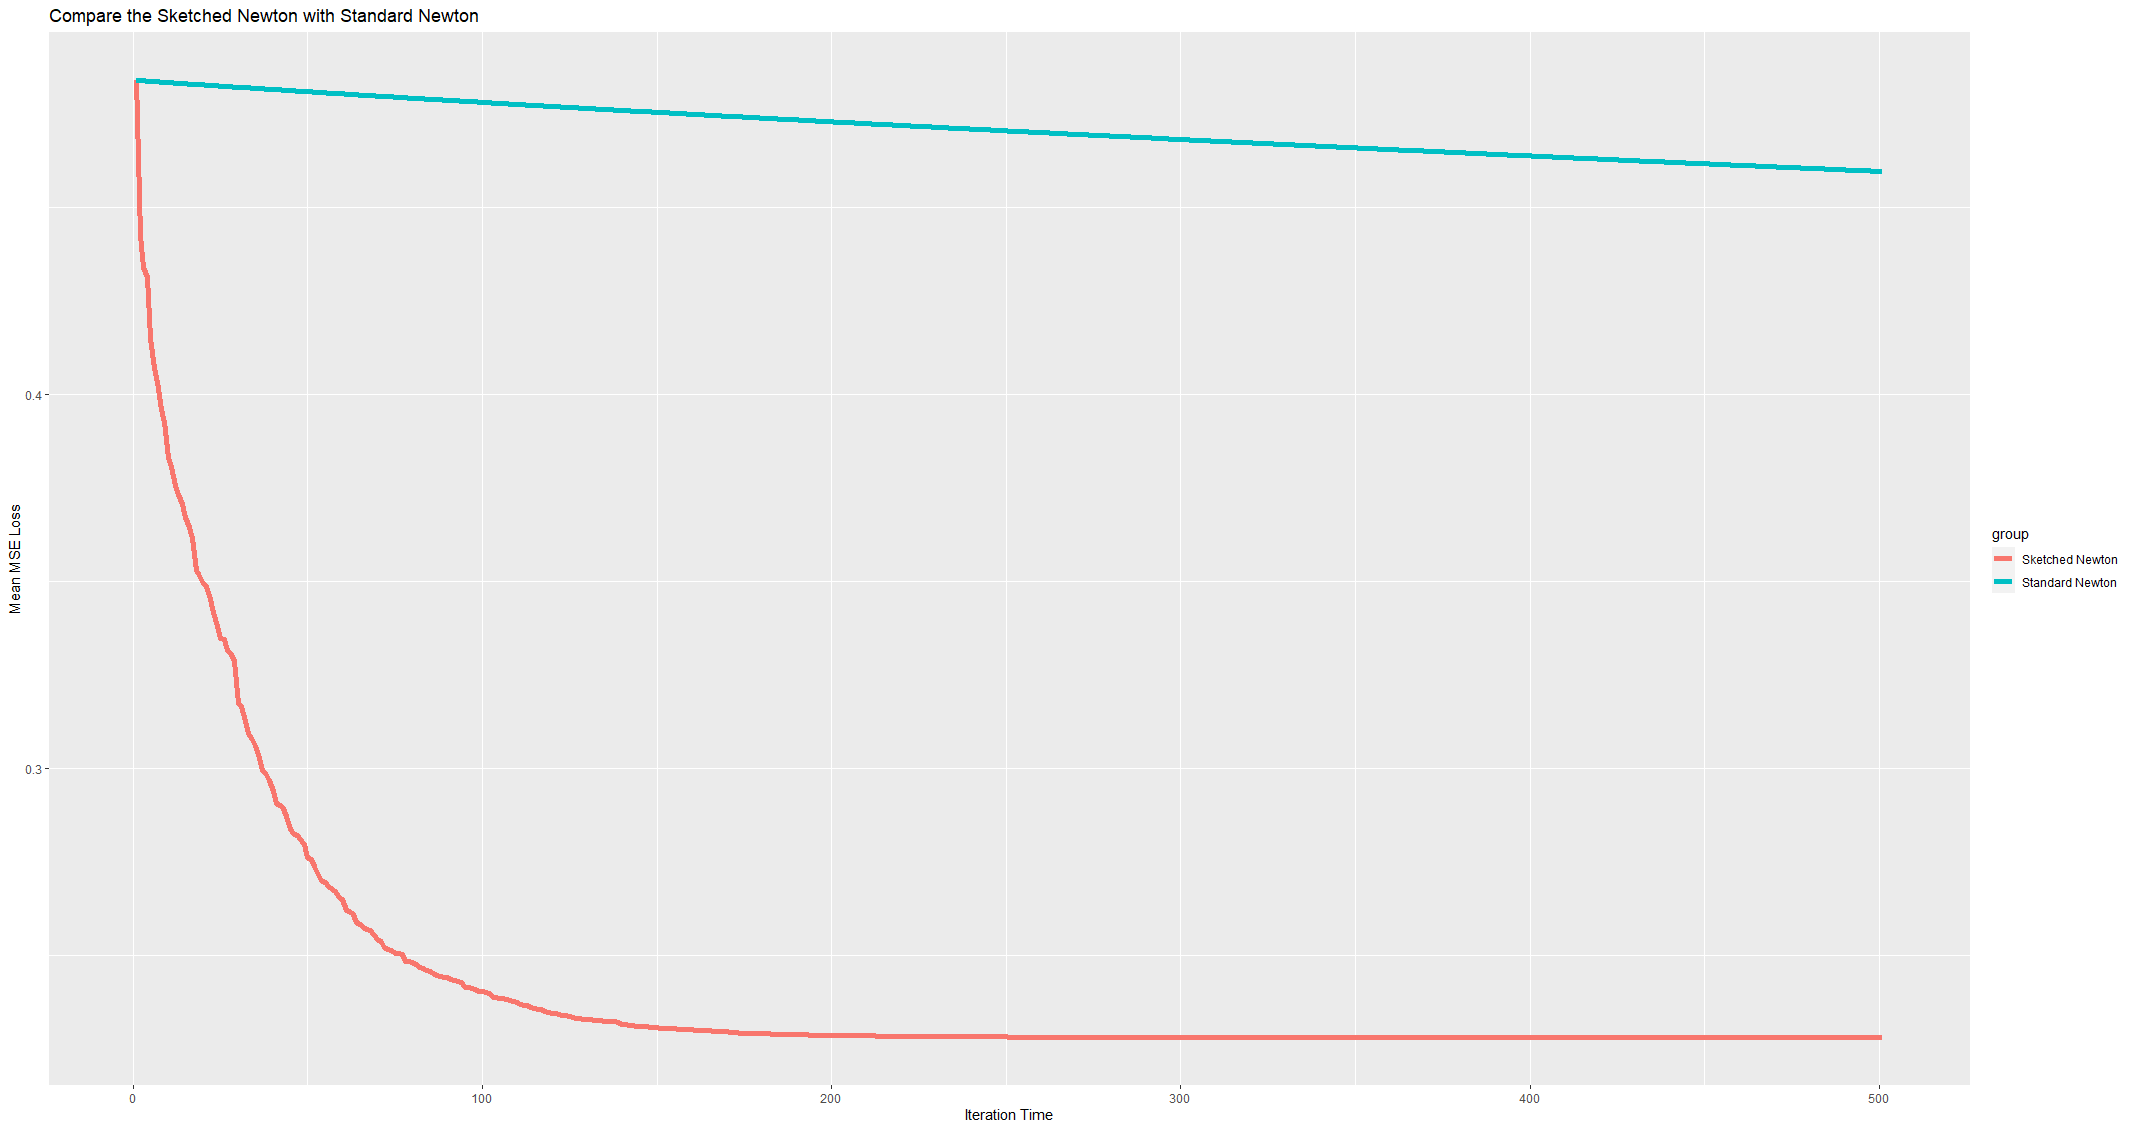 Compare the Sketched Newton with Standard Newton
Mean MSE Loss
0.4
0.3
0
100
200
300
400
500
Iteration Time
group
Sketched Newton
Standard Newton